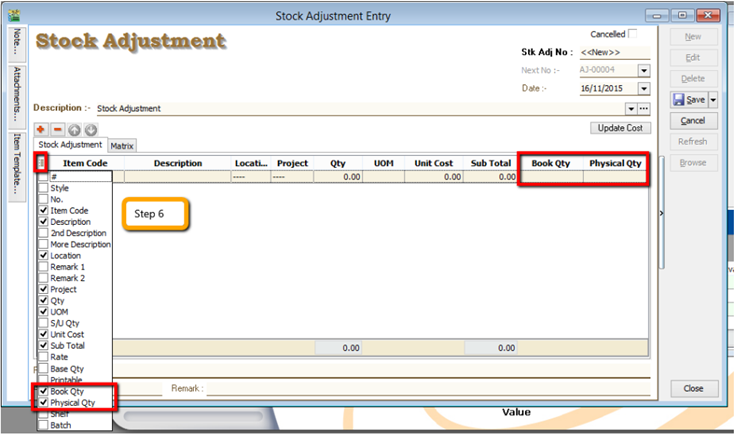 Stock Adjustment Entry
Note...
Attachments...
Item Template...
Stock Adjustment
Cancelled
Stk Adj No : <<New>>
Next No :- AJ-00004
Date :- 16/11/2015
Description :- Stock Adjustment
Update Cost
Stock Adjustment Matrix
Item Code Description Locati... Project Qty UOM Unit Cost Sub Total Book Qty Physical Qty
---- ---- 0.00 0.00 0.00
#
Style
No.
Item Code
Description
2nd Description
More Description
Location
Remark 1
Remark 2
Project
Qty
UOM
S/U Qty
Unit Cost
Sub Total
Rate
Base Qty
Printable
Book Qty
Physical Qty
Shelf
Batch
Step 6
0.00 0.00
Remark :
New
Edit
Delete
Save
Cancel
Refresh
Browse
Close
Value